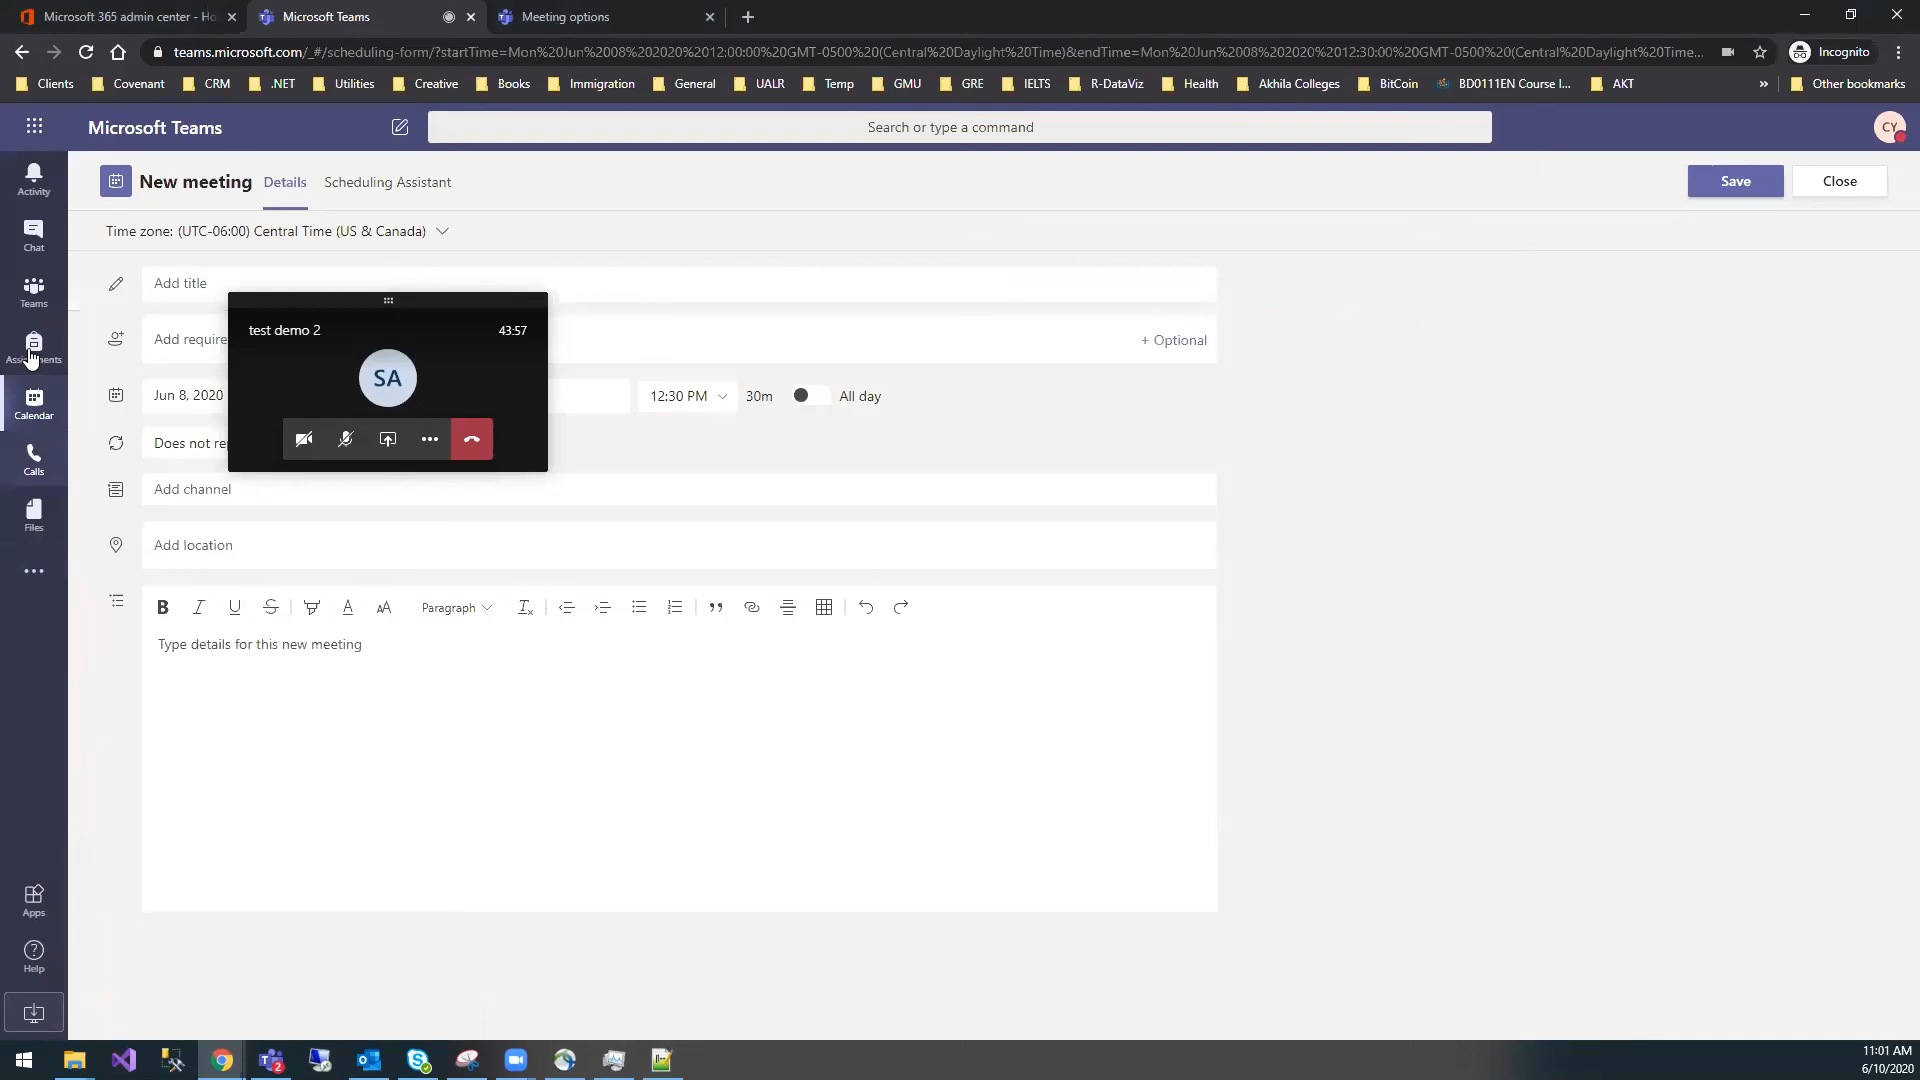 Microsoft 365 admin center - Ho
Microsoft Teams
Meeting options
teams.microsoft.com/_#/scheduling-form/?startTime=Mon%20Jun%2008%202020%2012:00:00%20GMT-0500%20(Central%20Daylight%20Time)&endTime=Mon%20Jun%2008%202020%2012:30:00%20GMT-0500%20(Central%20Daylight%20Time...
Incognito
Clients
Covenant
CRM
.NET
Utilities
Creative
Books
Immigration
General
UALR
Temp
GMU
GRE
IELTS
R-DataViz
Health
Akhila Colleges
BitCoin
BD0111EN Course I...
AKT
Other bookmarks
Microsoft Teams
Search or type a command
CY
Activity
Chat
Teams
Calendar
Calls
Files
Apps
Help
New meeting
Details
Scheduling Assistant
Save
Close
Time zone: (UTC-06:00) Central Time (US & Canada)
Add title
Add require
+ Optional
test demo 2
43:57
SA
Jun 8, 2020
12:30 PM
30m
All day
Does not re
Add channel
Add location
B
I
U
S
A
AA
Paragraph
Type details for this new meeting
2
11:01 AM
6/10/2020